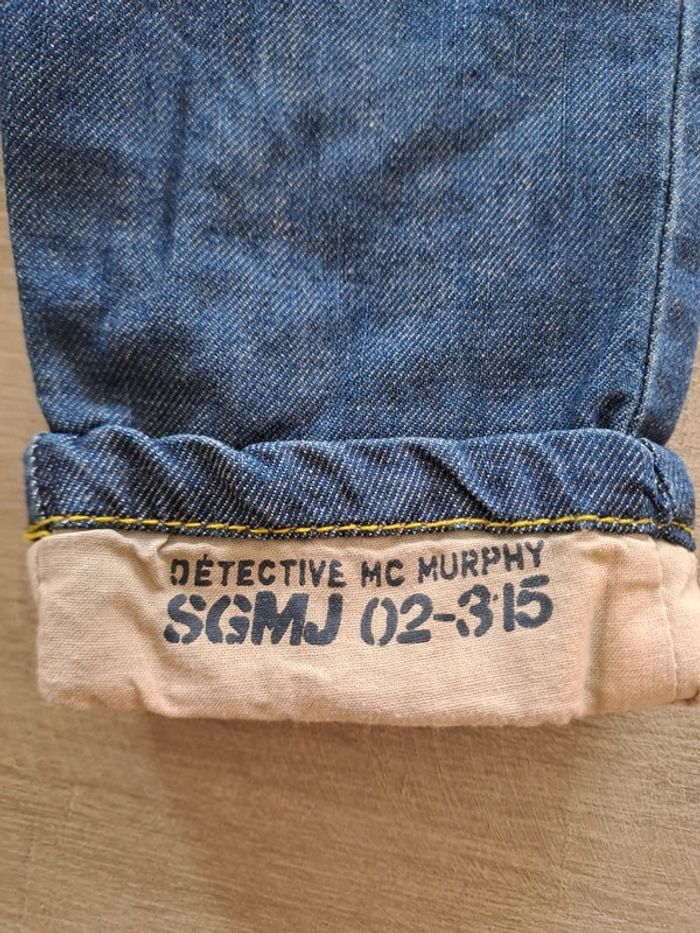 DÉTECTIVE MC MURPHY
SGMJ 02-315